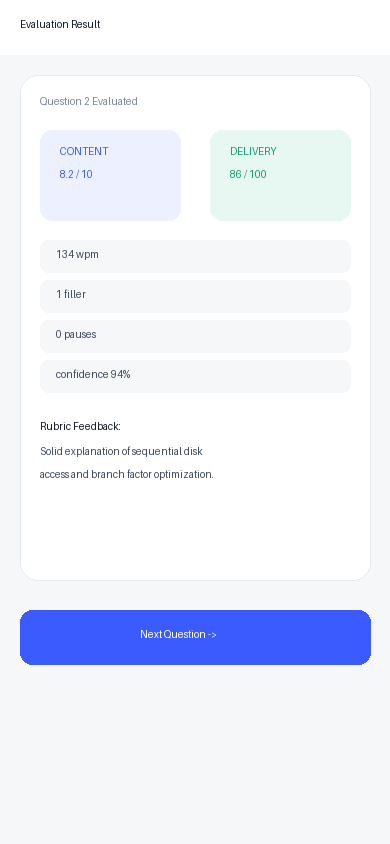 Evaluation Result
Question 2 Evaluated
CONTENT
8.2 / 10
DELIVERY
86 / 100
134 wpm
1 filler
0 pauses
confidence 94%
Rubric Feedback:
Solid explanation of sequential disk
access and branch factor optimization.
Next Question ->